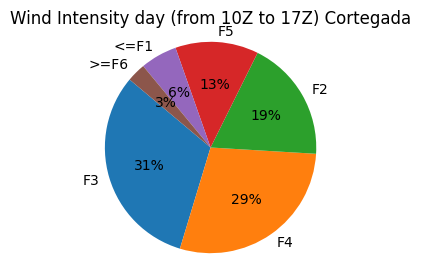 Wind Intensity day (from 10Z to 17Z) Cortegada
F5
<=F1
>=F6
F2
13%
6%
3%
19%
31%
F3
29%
F4